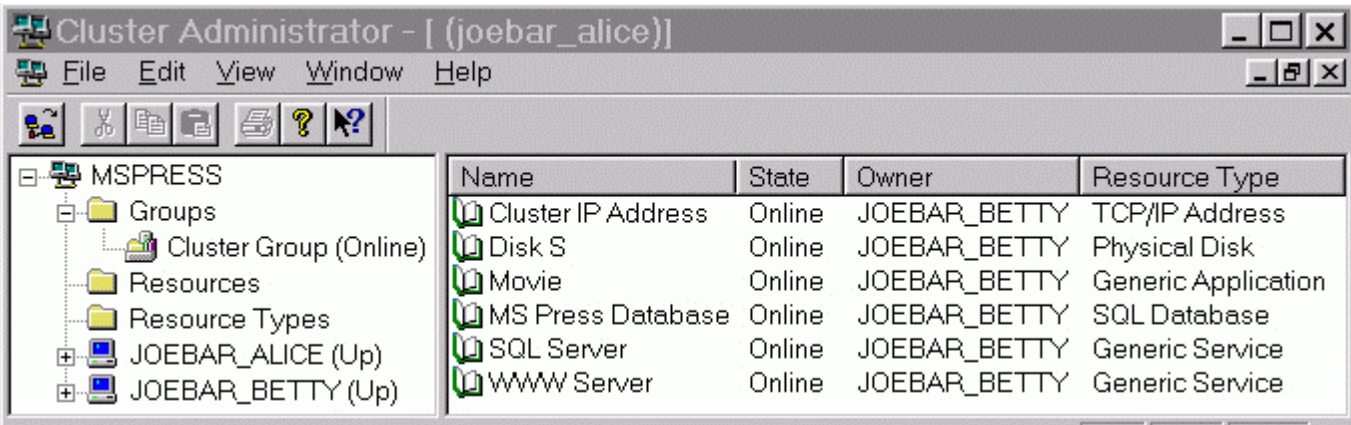 Cluster Administrator - [ (joebar_alice)]
File Edit View Window Help
MSPRESS
Groups
Cluster Group (Online)
Resources
Resource Types
JOEBAR_ALICE (Up)
JOEBAR_BETTY (Up)
Name State Owner Resource Type
Cluster IP Address Online JOEBAR_BETTY TCP/IP Address
Disk S Online JOEBAR_BETTY Physical Disk
Movie Online JOEBAR_BETTY Generic Application
MS Press Database Online JOEBAR_BETTY SQL Database
SQL Server Online JOEBAR_BETTY Generic Service
WWW Server Online JOEBAR_BETTY Generic Service